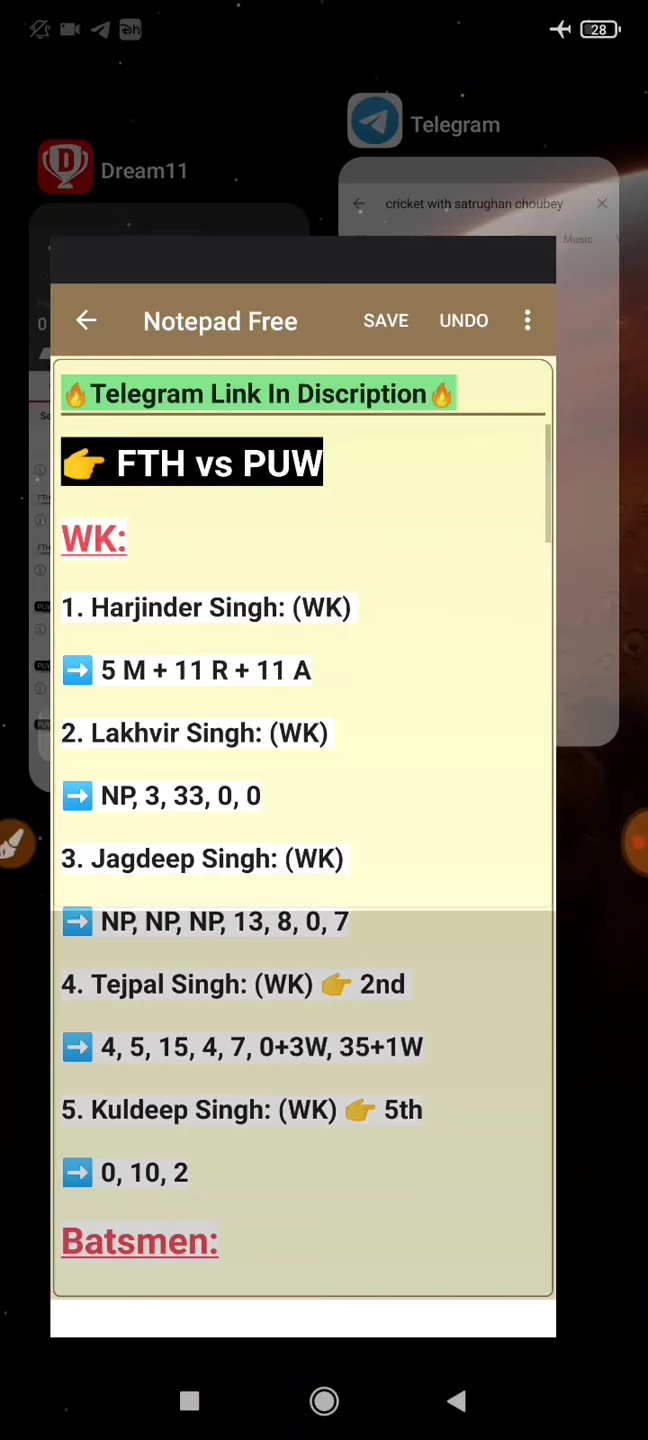 28
Telegram
Dream11
cricket with satrughan choubey
Music
0
Notepad Free
SAVE
UNDO
🔥Telegram Link In Discription🔥
👉 FTH vs PUW
WK:
1. Harjinder Singh: (WK)
➡️ 5 M + 11 R + 11 A
2. Lakhvir Singh: (WK)
➡️ NP, 3, 33, 0, 0
3. Jagdeep Singh: (WK)
➡️ NP, NP, NP, 13, 8, 0, 7
4. Tejpal Singh: (WK) 👉 2nd
➡️ 4, 5, 15, 4, 7, 0+3W, 35+1W
5. Kuldeep Singh: (WK) 👉 5th
➡️ 0, 10, 2
Batsmen: